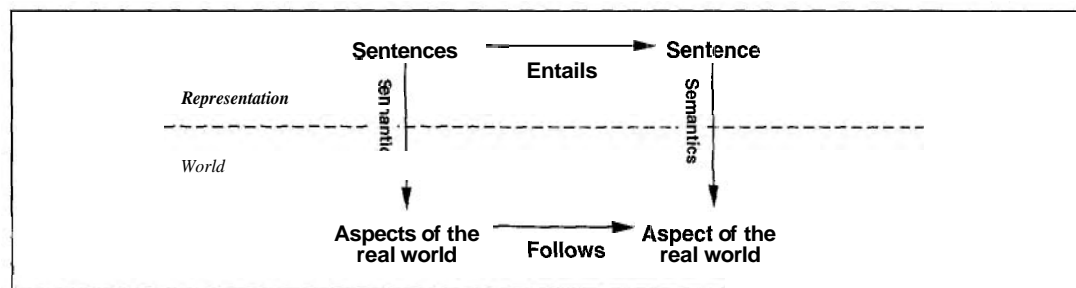 Sentences
Sentence
Entails
Semantics
Representation
World
Aspects of the
real world
Follows
Aspect of the
real world